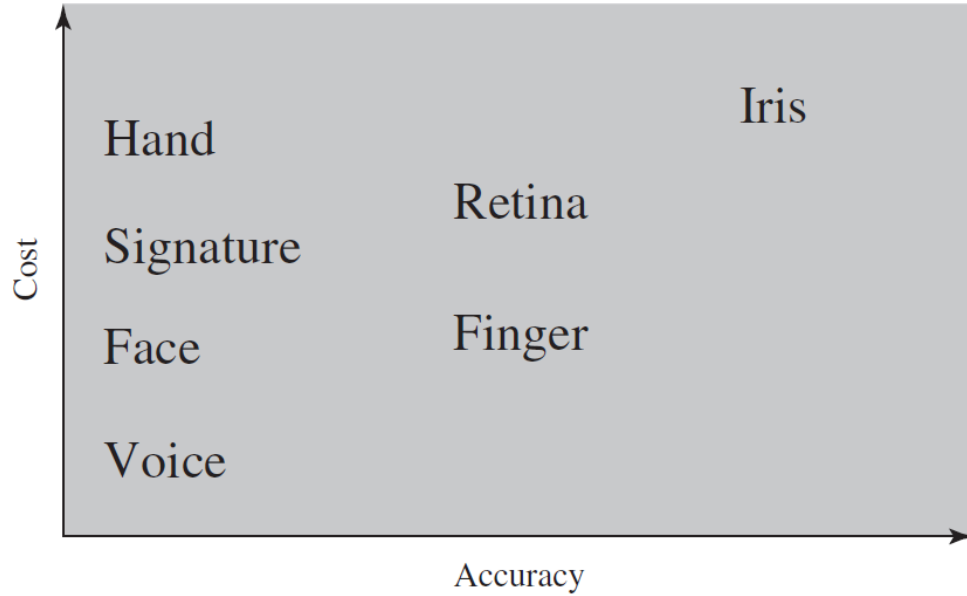 Iris
Hand
Retina
Signature
Cost
Finger
Face
Voice
Accuracy